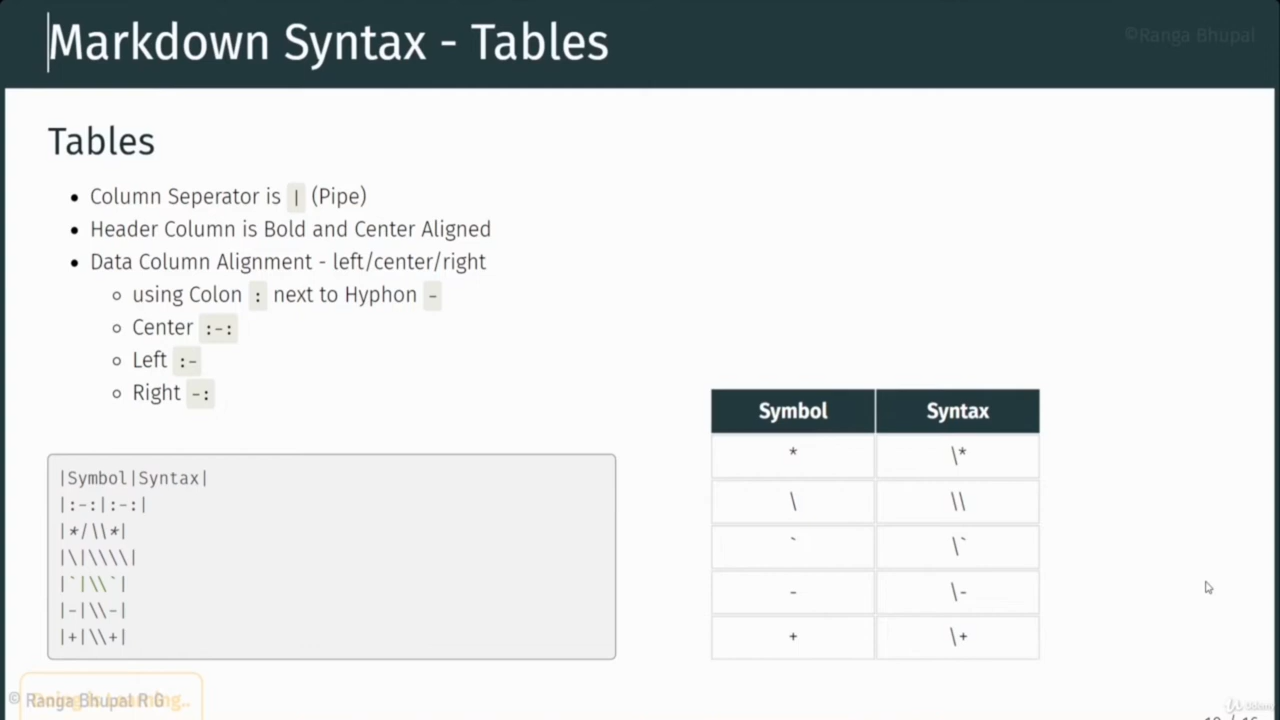 Markdown Syntax - Tables
©Ranga Bhupal
Tables
• Column Seperator is | (Pipe)
• Header Column is Bold and Center Aligned
• Data Column Alignment - left/center/right
○ using Colon : next to Hyphon -
○ Center :-:
○ Left :-
○ Right -:
|Symbol|Syntax|
|:-:|:-:|
|*/\\*|
|\|\\\\|
|`|\\`|
|-|\\-|
|+|\\+|
Symbol Syntax
* \*
\ \\
` \`
- \-
+ \+
© Ranga Bhupal R G
Udemy